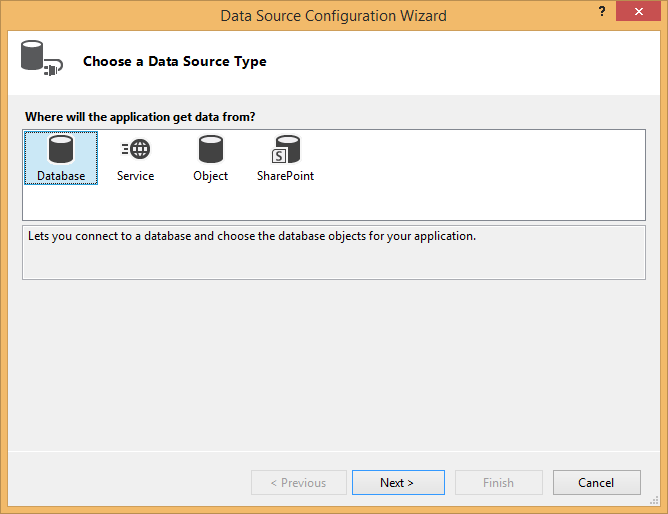 Data Source Configuration Wizard
?
Choose a Data Source Type
Where will the application get data from?
Database Service Object SharePoint
S
Lets you connect to a database and choose the database objects for your application.
< Previous Next > Finish Cancel